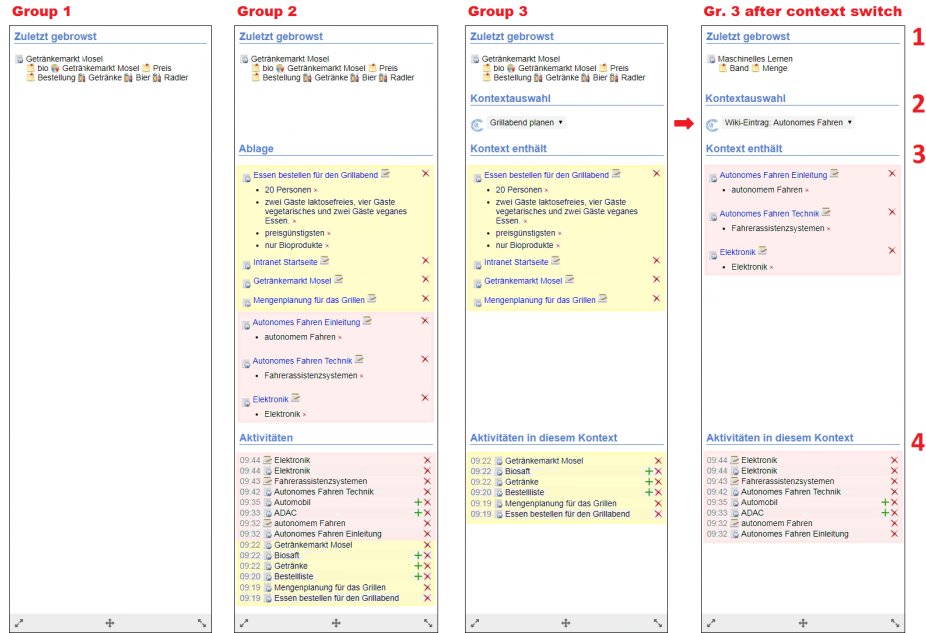 Group 1
Zuletzt gebrowst
Getränkemarkt Mosel
bio Getränkemarkt Mosel Preis
Bestellung Getränke Bier Radler
Group 2
Zuletzt gebrowst
Getränkemarkt Mosel
bio Getränkemarkt Mosel Preis
Bestellung Getränke Bier Radler
Ablage
Essen bestellen für den Grillabend
• 20 Personen ×
• zwei Gäste laktosefreies, vier Gäste
vegetarisches und zwei Gäste veganes
Essen. ×
• preisgünstigsten ×
• nur Bioprodukte ×
Intranet Startseite
Getränkemarkt Mosel
Mengenplanung für das Grillen
Autonomes Fahren Einleitung
• autonomem Fahren ×
Autonomes Fahren Technik
• Fahrerassistenzsystemen ×
Elektronik
• Elektronik ×
Aktivitäten
09:44 Elektronik
09:44 Elektronik
09:43 Fahrerassistenzsystemen
09:42 Autonomes Fahren Technik
09:35 Automobil
09:33 ADAC
09:32 autonomem Fahren
09:32 Autonomes Fahren Einleitung
09:22 Getränkemarkt Mosel
09:22 Biosaft
09:22 Getränke
09:20 Bestellliste
09:19 Mengenplanung für das Grillen
09:19 Essen bestellen für den Grillabend
Group 3
Zuletzt gebrowst
Getränkemarkt Mosel
bio Getränkemarkt Mosel Preis
Bestellung Getränke Bier Radler
Kontextauswahl
Grillabend planen
Kontext enthält
Essen bestellen für den Grillabend
• 20 Personen ×
• zwei Gäste laktosefreies, vier Gäste
vegetarisches und zwei Gäste veganes
Essen. ×
• preisgünstigsten ×
• nur Bioprodukte ×
Intranet Startseite
Getränkemarkt Mosel
Mengenplanung für das Grillen
Aktivitäten in diesem Kontext
09:22 Getränkemarkt Mosel
09:22 Biosaft
09:22 Getränke
09:20 Bestellliste
09:19 Mengenplanung für das Grillen
09:19 Essen bestellen für den Grillabend
Gr. 3 after context switch
Zuletzt gebrowst
Maschinelles Lernen
Band Menge
Kontextauswahl
Wiki-Eintrag: Autonomes Fahren
Kontext enthält
Autonomes Fahren Einleitung
• autonomem Fahren ×
Autonomes Fahren Technik
• Fahrerassistenzsystemen ×
Elektronik
• Elektronik ×
Aktivitäten in diesem Kontext
09:44 Elektronik
09:44 Elektronik
09:43 Fahrerassistenzsystemen
09:42 Autonomes Fahren Technik
09:35 Automobil
09:33 ADAC
09:32 autonomem Fahren
09:32 Autonomes Fahren Einleitung
1
2
3
4